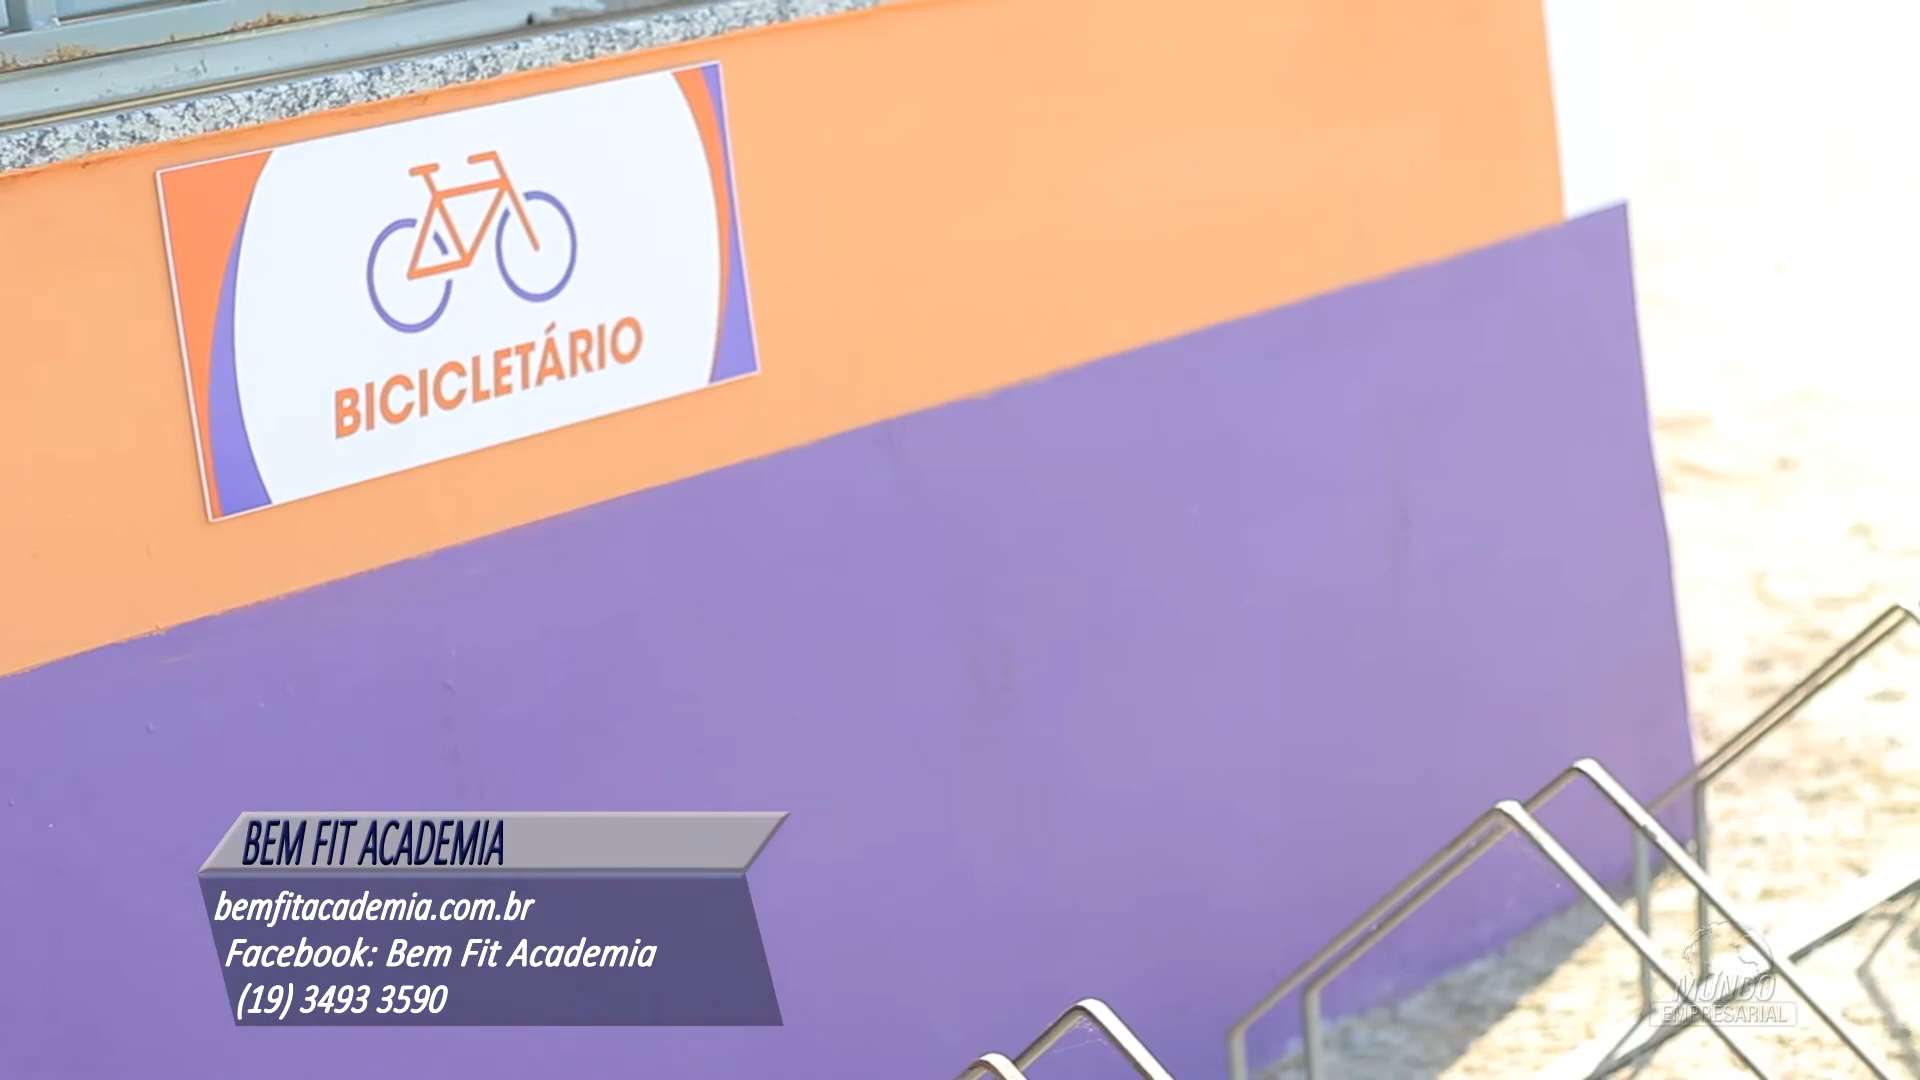 BICICLETÁRIO
BEM FIT ACADEMIA
bemfitacademia.com.br
Facebook: Bem Fit Academia
(19) 3493 3590
MUNDO
EMPRESARIAL